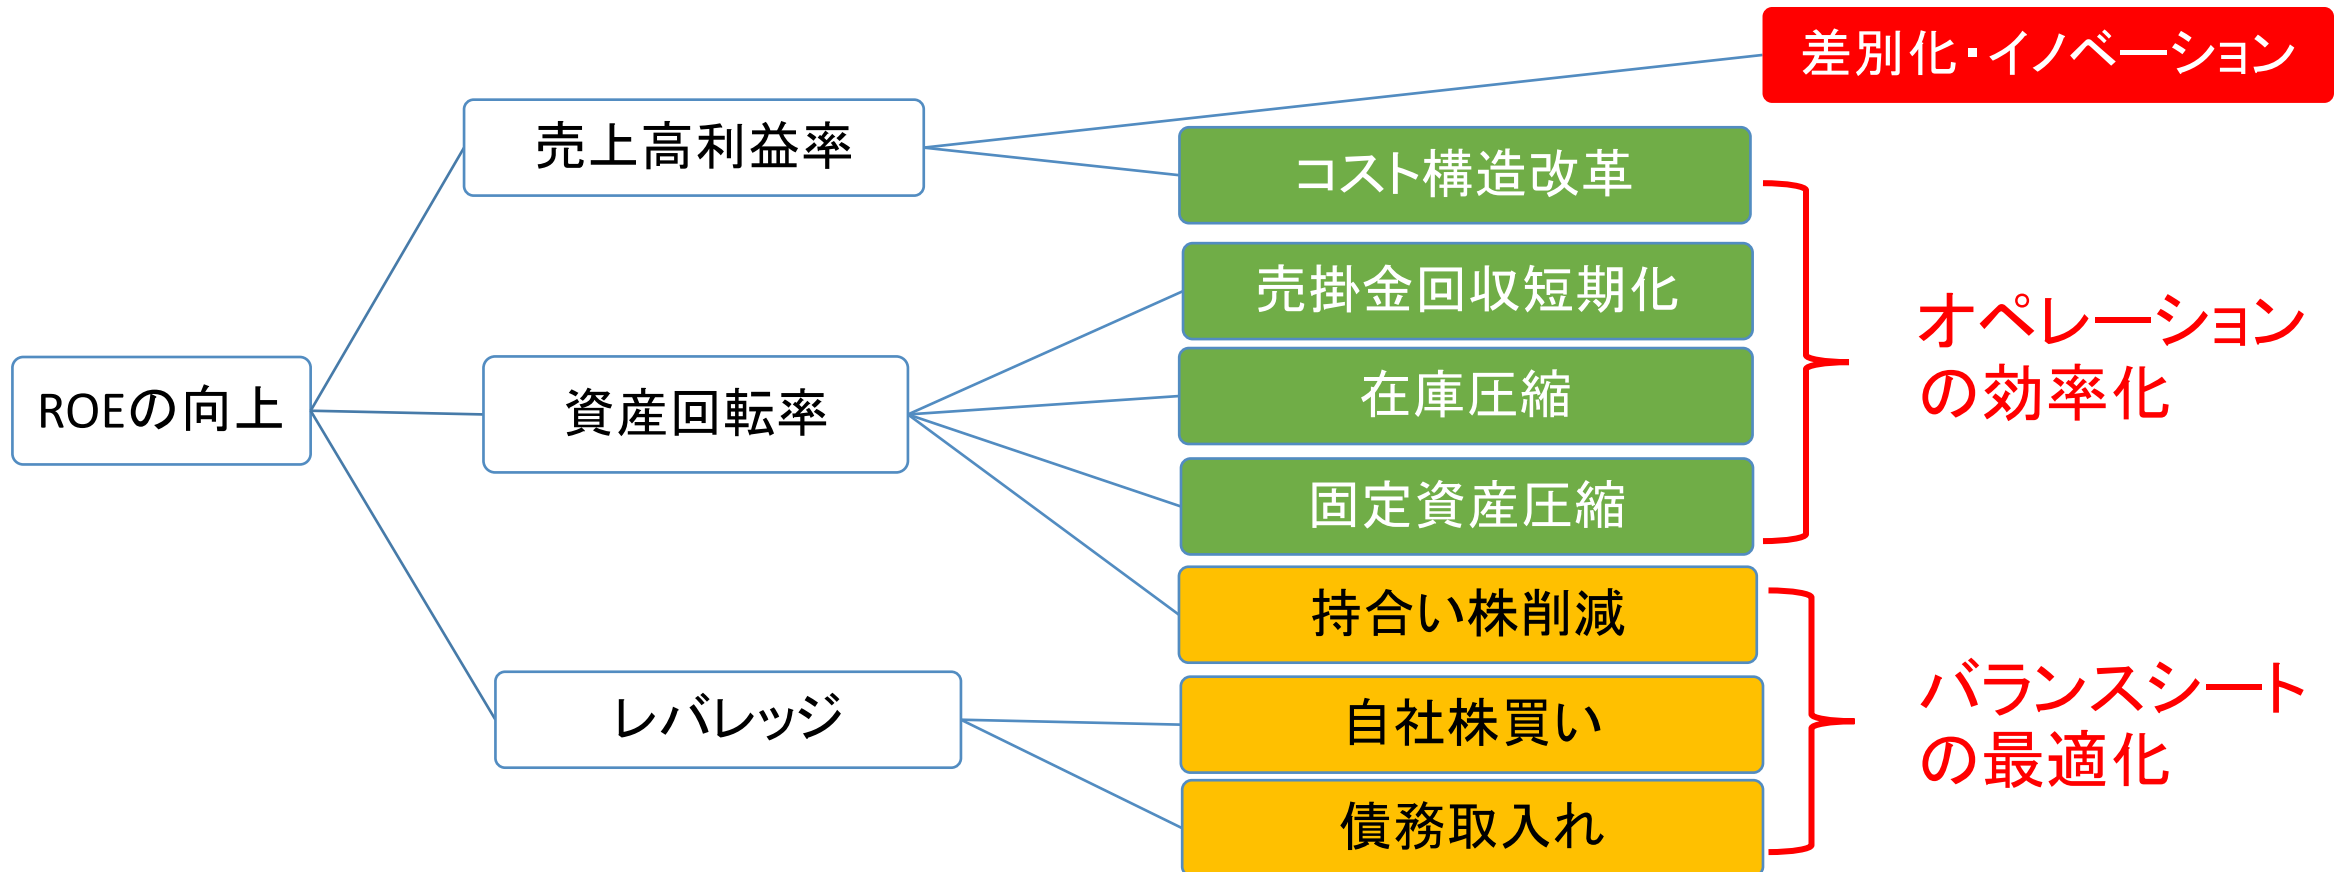 差別化・イノベーション
売上高利益率
コスト構造改革
売掛金回収短期化
オペレーション
の効率化
ROEの向上
資産回転率
在庫圧縮
固定資産圧縮
持合い株削減
レバレッジ
自社株買い
バランスシート
の最適化
債務取入れ